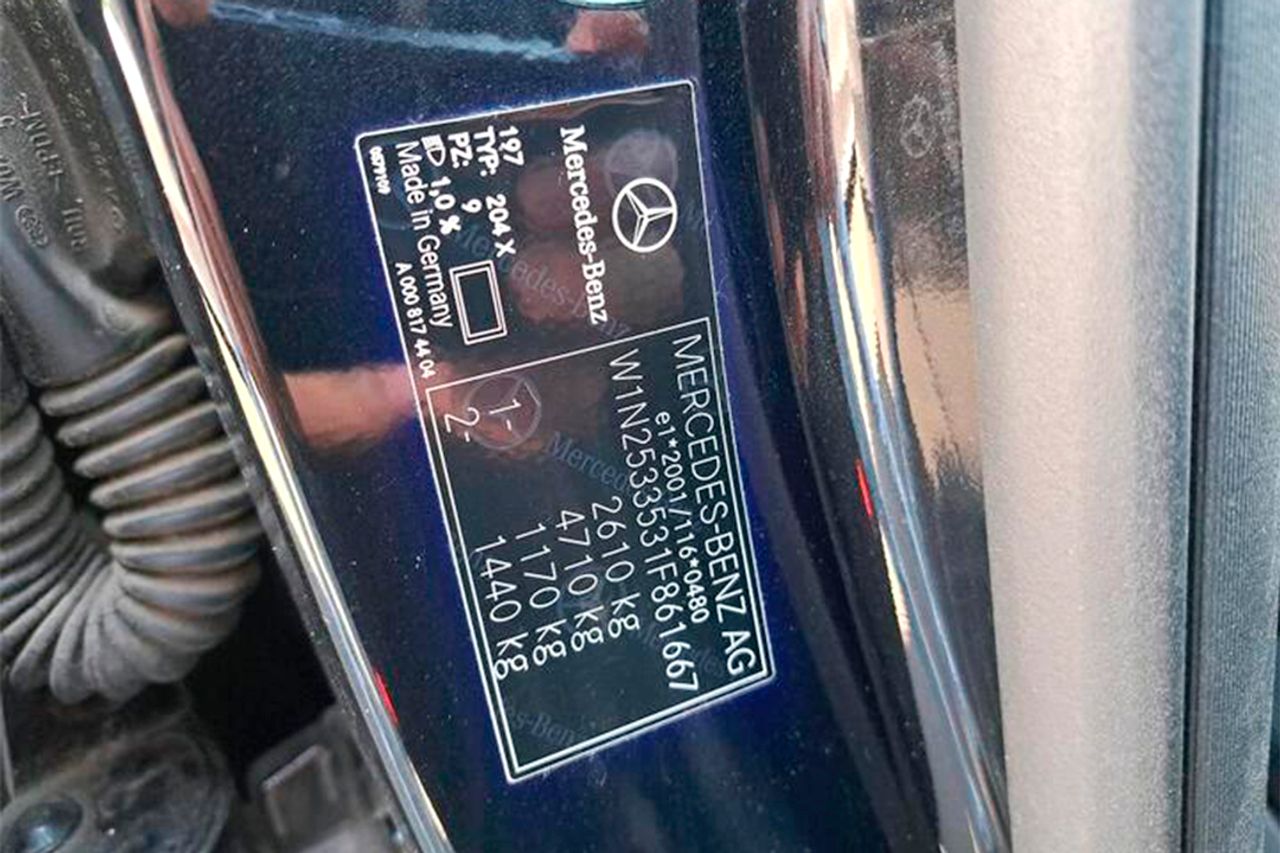 Mercedes-Benz
197
TYP: 204 X
PZ: 9
1,0 %
Made in Germany
0079109
A 000 817 44 04
MERCEDES-BENZ AG
e1*2001/116*0480
W1N2533531F861667
2610 kg
4710 kg
1- 1170 kg
2- 1440 kg